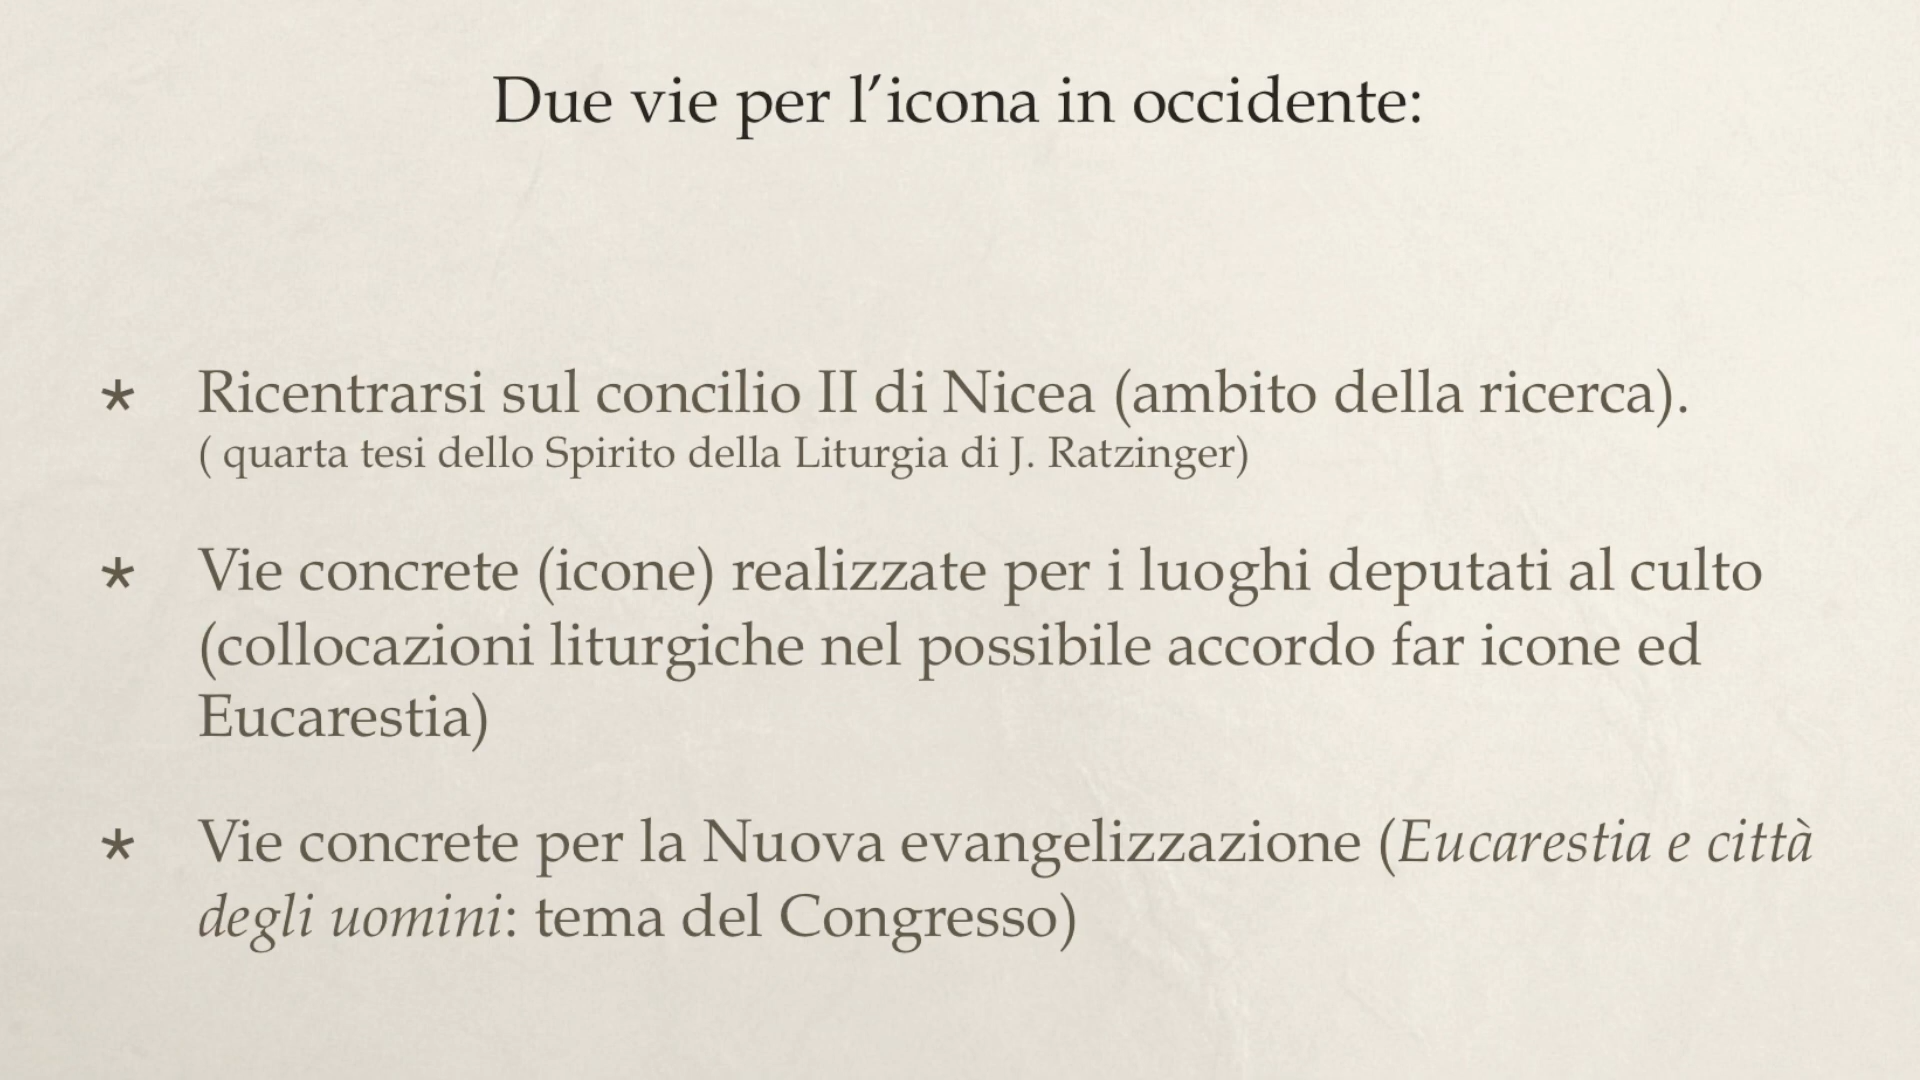 Due vie per l’icona in occidente:
* Ricentrarsi sul concilio II di Nicea (ambito della ricerca).
( quarta tesi dello Spirito della Liturgia di J. Ratzinger)
* Vie concrete (icone) realizzate per i luoghi deputati al culto
(collocazioni liturgiche nel possibile accordo far icone ed
Eucarestia)
* Vie concrete per la Nuova evangelizzazione (Eucarestia e città
degli uomini: tema del Congresso)